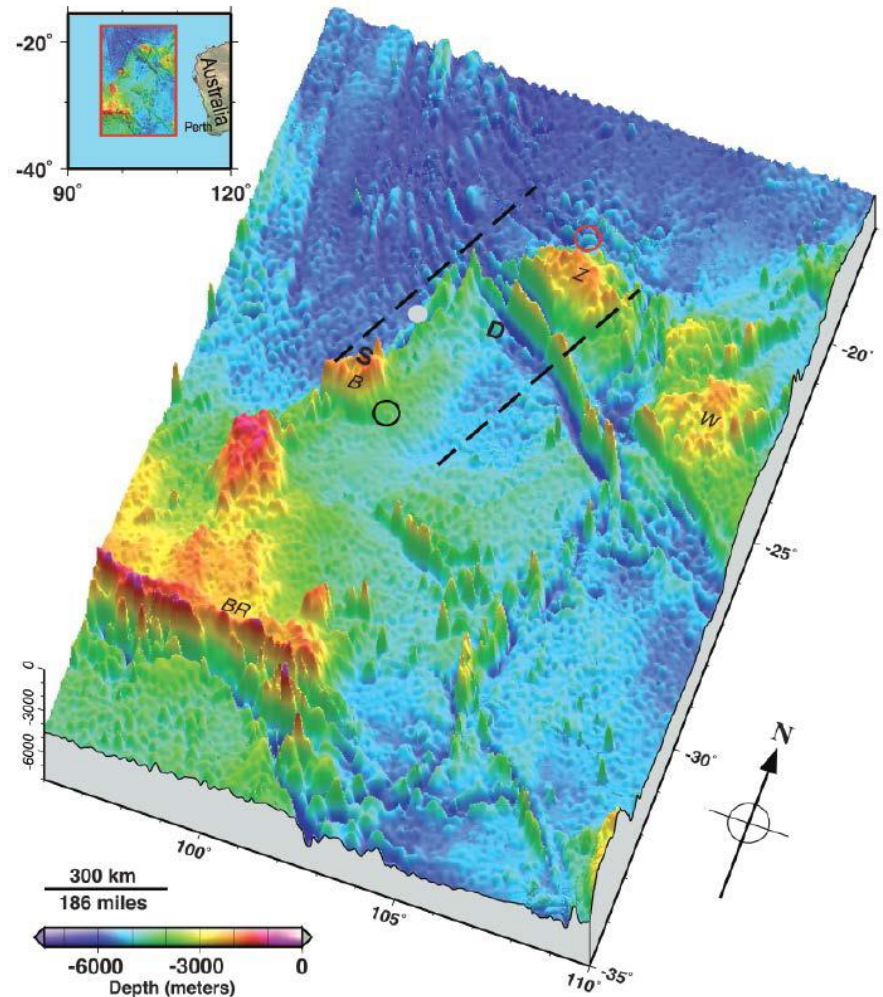 -20°
-40°
90°
120°
Australia
Perth
Z
D
S
B
W
BR
-20°
-25°
-30°
-35°
100°
105°
110°
0
-3000
-6000
N
300 km
186 miles
-6000
-3000
0
Depth (meters)